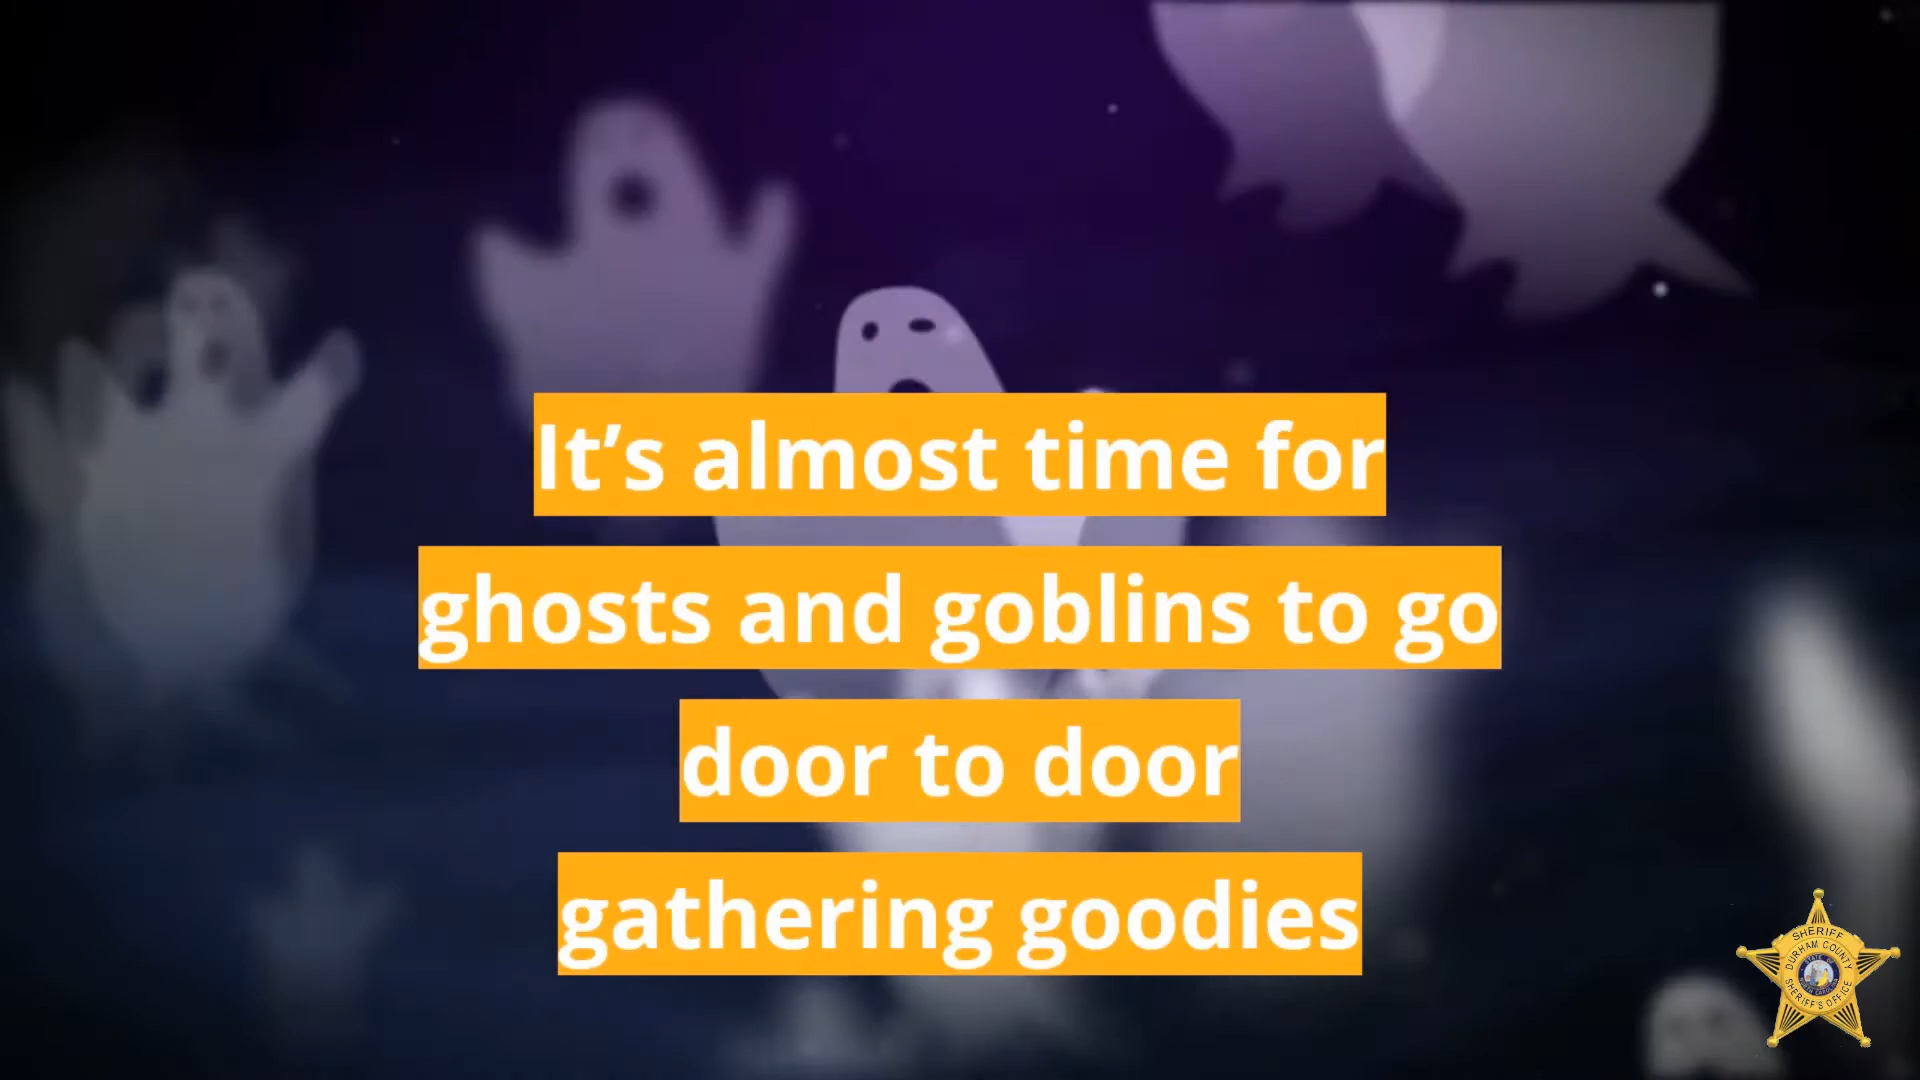 It’s almost time for
ghosts and goblins to go
door to door
gathering goodies
SHERIFF
DURHAM COUNTY
SHERIFF'S OFFICE